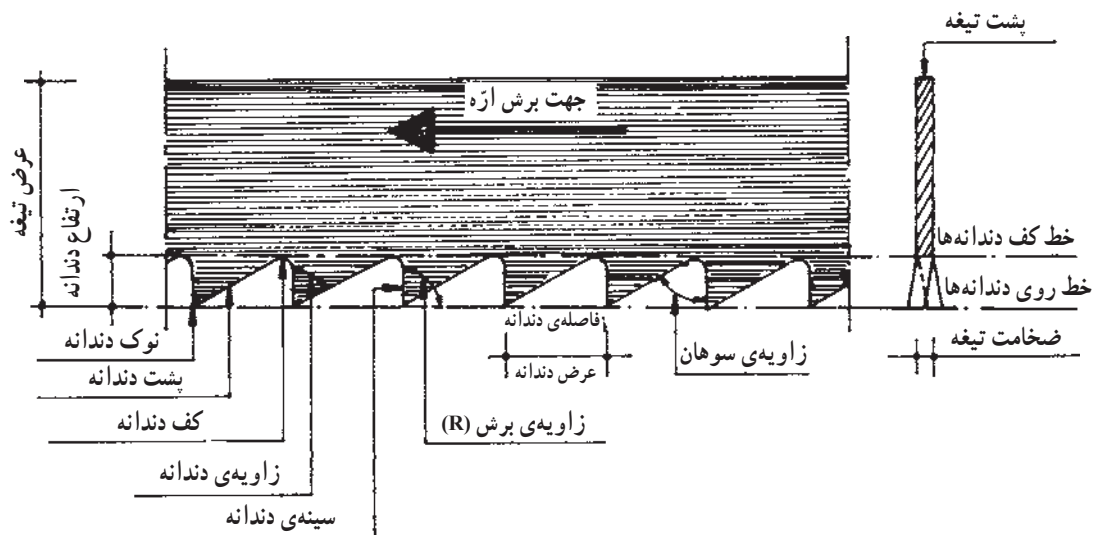 پشت تیغه
جهت برش ارّه
عرض تیغه
ارتفاع دندانه
خط کف دندانه‌ها
خط روی دندانه‌ها
ضخامت تیغه
فاصله‌ی دندانه
عرض دندانه
زاویه‌ی سوهان
نوک دندانه
پشت دندانه
کف دندانه
زاویه‌ی برش (R)
زاویه‌ی دندانه
سینه‌ی دندانه